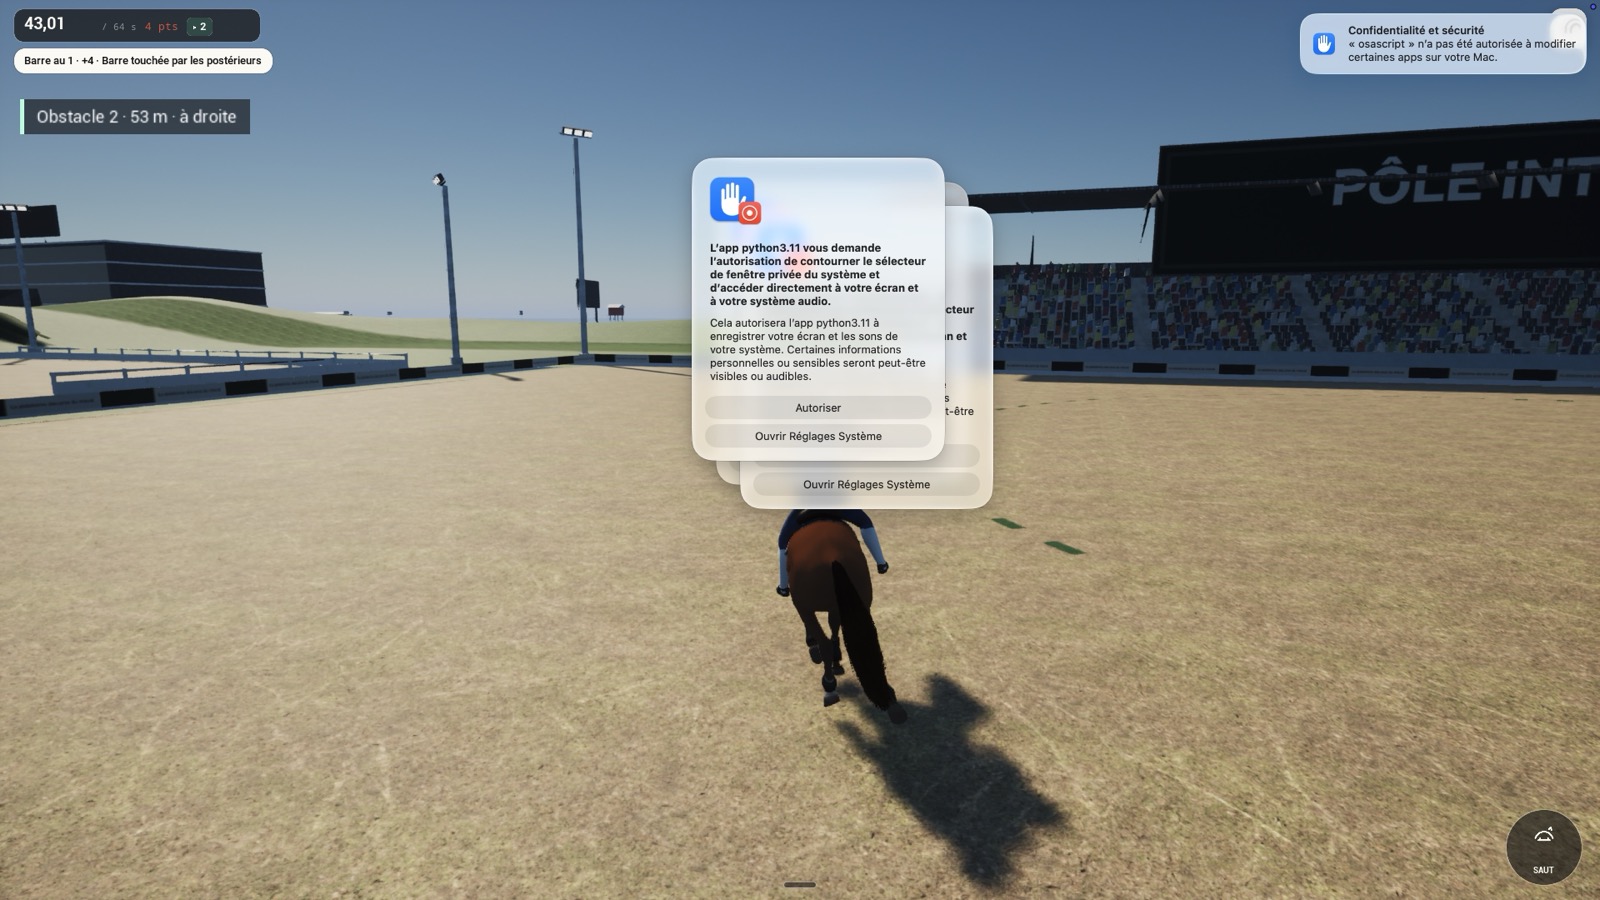 43,01 / 64 s 4 pts ▸ 2
Barre au 1 · +4 · Barre touchée par les postérieurs
Obstacle 2 · 53 m · à droite
Confidentialité et sécurité
« osascript » n’a pas été autorisée à modifier
certaines apps sur votre Mac.
PÔLE INT
L’app python3.11 vous demande
l’autorisation de contourner le sélecteur
de fenêtre privée du système et
d’accéder directement à votre écran et
à votre système audio.
Cela autorisera l’app python3.11 à
enregistrer votre écran et les sons de
votre système. Certaines informations
personnelles ou sensibles seront peut-être
visibles ou audibles.
Autoriser
Ouvrir Réglages Système
cteur
n et
s
t-être
Ouvrir Réglages Système
SAUT